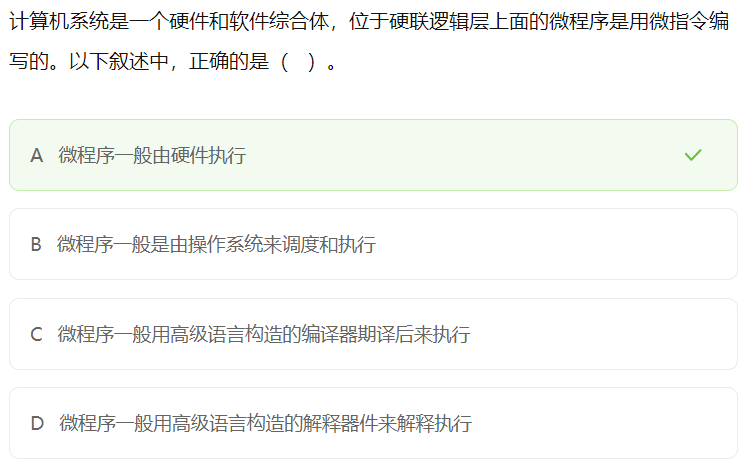 计算机系统是一个硬件和软件综合体，位于硬联逻辑层上面的微程序是用微指令编
写的。以下叙述中，正确的是（ ）。
A 微程序一般由硬件执行
B 微程序一般是由操作系统来调度和执行
C 微程序一般用高级语言构造的编译器期译后来执行
D 微程序一般用高级语言构造的解释器件来解释执行